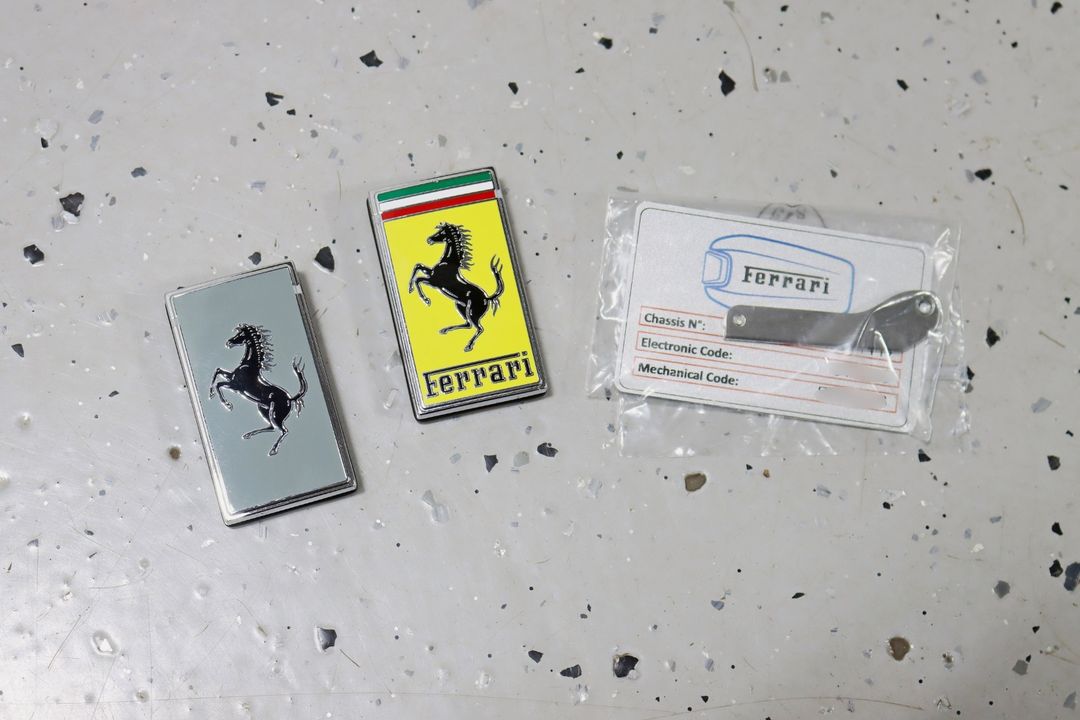 Ferrari
Ferrari
Chassis N°:
Electronic Code:
Mechanical Code: